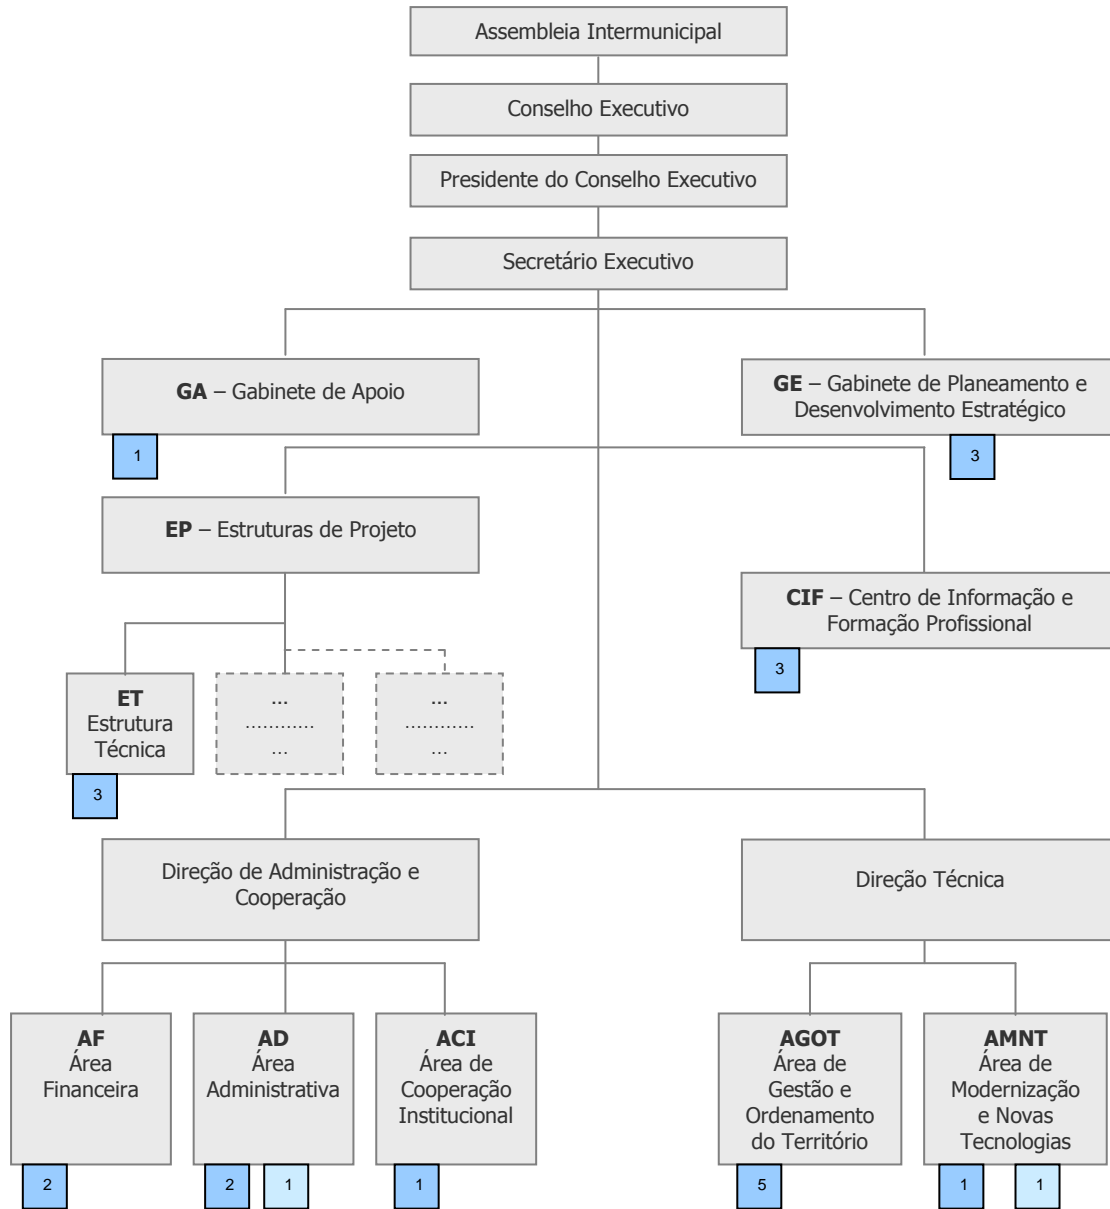 Assembleia Intermunicipal
Conselho Executivo
Presidente do Conselho Executivo
Secretário Executivo
GA – Gabinete de Apoio
1
GE – Gabinete de Planeamento e
Desenvolvimento Estratégico
3
EP – Estruturas de Projeto
CIF – Centro de Informação e
Formação Profissional
3
ET
Estrutura
Técnica
3
...
............
...
...
............
...
Direção de Administração e
Cooperação
Direção Técnica
AF
Área
Financeira
2
AD
Área
Administrativa
2
1
ACI
Área de
Cooperação
Institucional
1
AGOT
Área de
Gestão e
Ordenamento
do Território
5
AMNT
Área de
Modernização
e Novas
Tecnologias
1
1